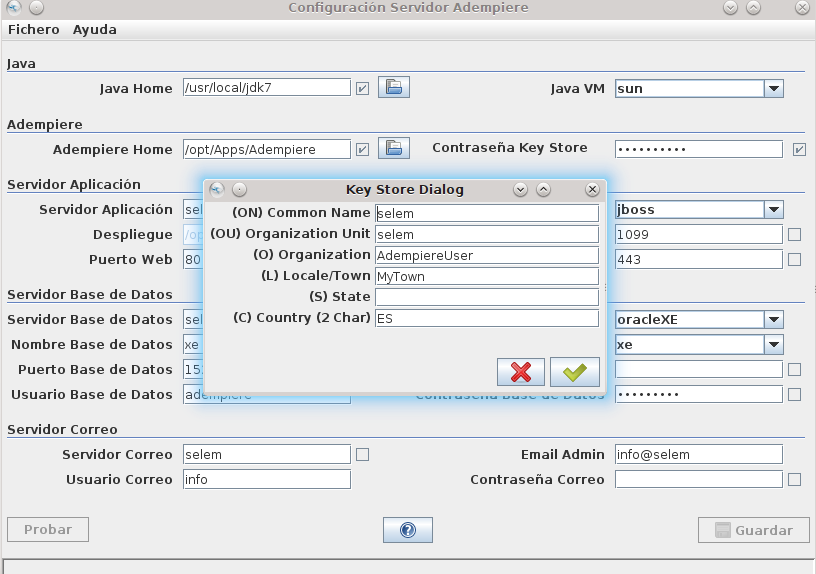 Configuración Servidor Adempiere
Fichero Ayuda
Java
Java Home /usr/local/jdk7 Java VM sun
Adempiere
Adempiere Home /opt/Apps/Adempiere Contraseña Key Store ••••••••••
Servidor Aplicación
Key Store Dialog
(ON) Common Name selem
(OU) Organization Unit selem
(O) Organization AdempiereUser
(L) Locale/Town MyTown
(S) State
(C) Country (2 Char) ES
Servidor Aplicación sel jboss
Despliegue /op 1099
Puerto Web 80 443
Servidor Base de Datos
Servidor Base de Datos sel oracleXE
Nombre Base de Datos xe xe
Puerto Base de Datos 15
Usuario Base de Datos adempiere Contraseña Base de Datos •••••••••
Servidor Correo
Servidor Correo selem Email Admin info@selem
Usuario Correo info Contraseña Correo
Probar Guardar